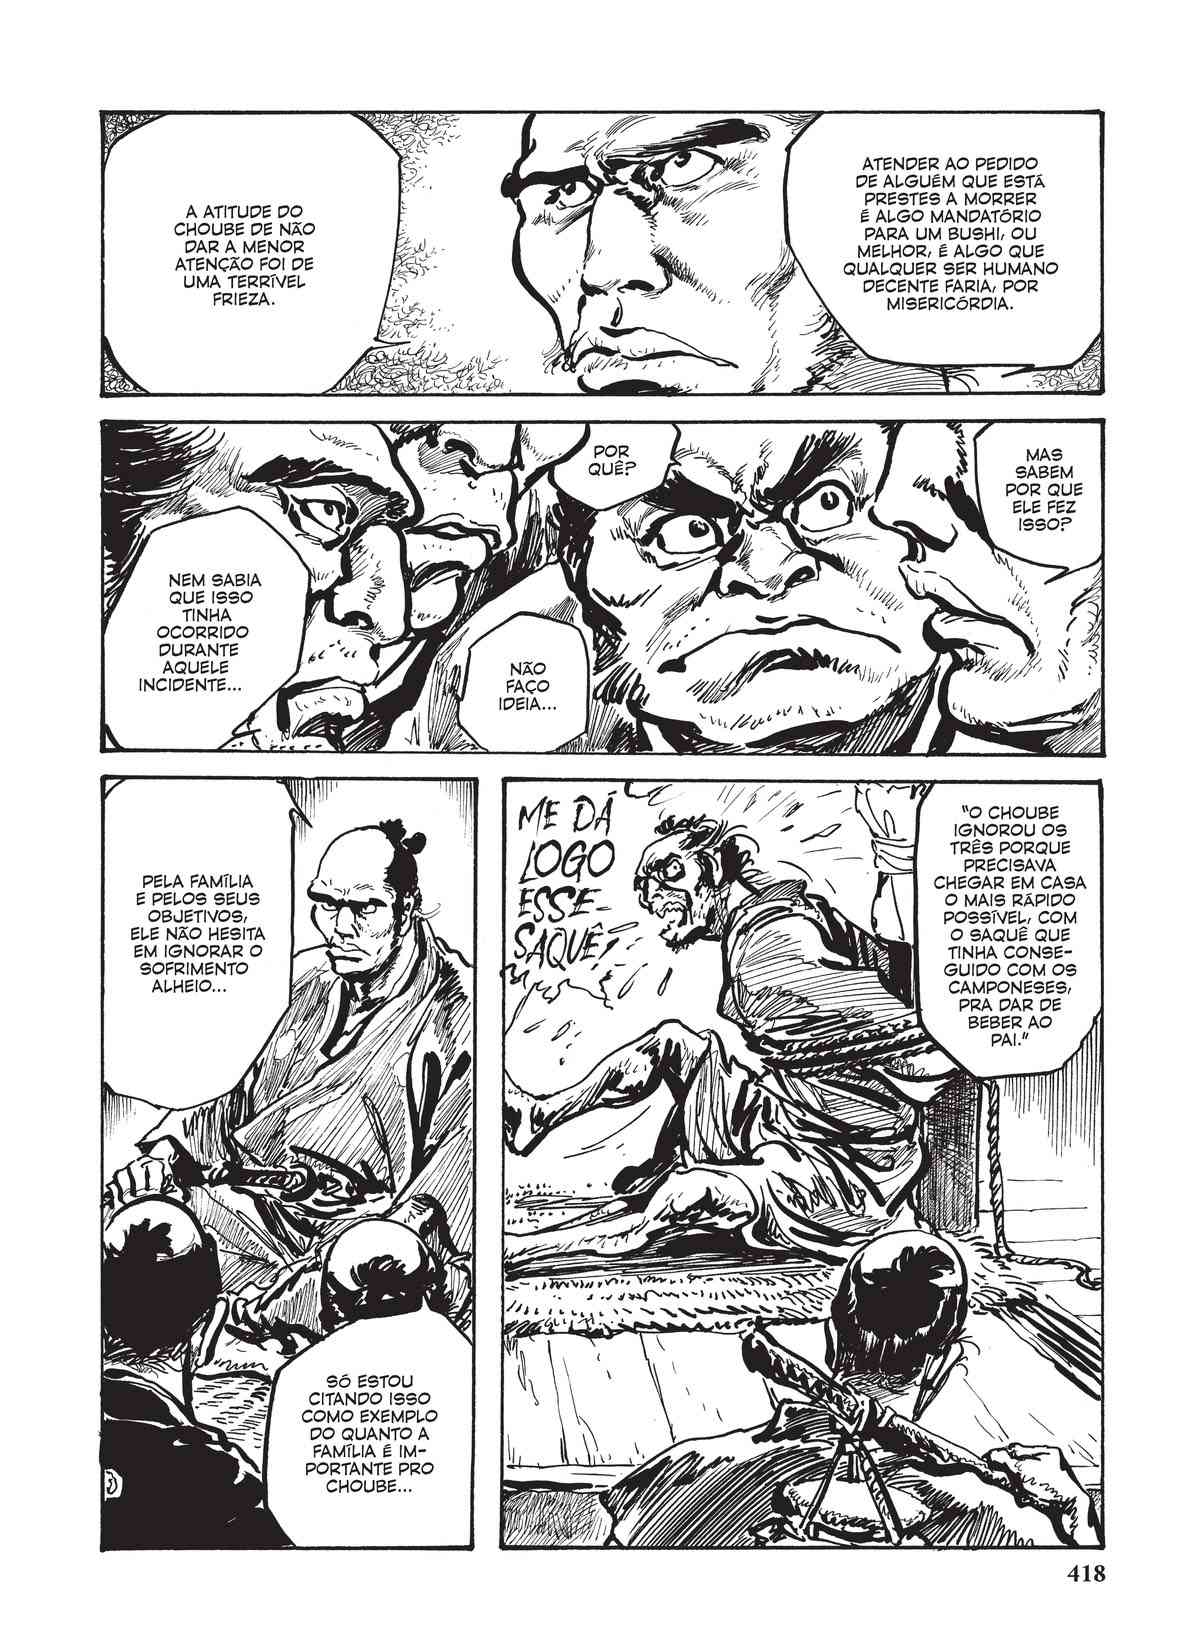 ATENDER AO PEDIDO
DE ALGUÉM QUE ESTÁ
PRESTES A MORRER
É ALGO MANDATÓRIO
PARA UM BUSHI, OU
MELHOR, É ALGO QUE
QUALQUER SER HUMANO
DECENTE FARIA, POR
MISERICÓRDIA.
A ATITUDE DO
CHOUBE DE NÃO
DAR A MENOR
ATENÇÃO FOI DE
UMA TERRÍVEL
FRIEZA.
MAS
SABEM
POR QUE
ELE FEZ
ISSO?
POR
QUÊ?
NÃO
FAÇO
IDEIA...
NEM SABIA
QUE ISSO
TINHA
OCORRIDO
DURANTE
AQUELE
INCIDENTE...
"O CHOUBE
IGNOROU OS
TRÊS PORQUE
PRECISAVA
CHEGAR EM CASA
O MAIS RÁPIDO
POSSÍVEL, COM
O SAQUÊ QUE
TINHA CONSE-
GUIDO COM OS
CAMPONESES,
PRA DAR DE
BEBER AO
PAI."
ME DÁ
LOGO
ESSE
SAQUÊ!
PELA FAMÍLIA
E PELOS SEUS
OBJETIVOS,
ELE NÃO HESITA
EM IGNORAR O
SOFRIMENTO
ALHEIO...
SÓ ESTOU
CITANDO ISSO
COMO EXEMPLO
DO QUANTO A
FAMÍLIA É IM-
PORTANTE PRO
CHOUBE...
418